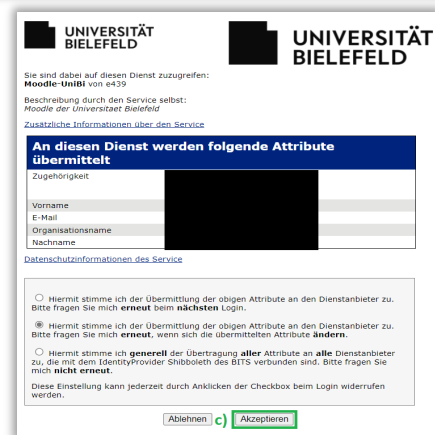 UNIVERSITÄT
BIELEFELD
UNIVERSITÄT
BIELEFELD
Sie sind dabei auf diesen Dienst zuzugreifen:
Moodle-UniBi von e439
Beschreibung durch den Service selbst:
Moodle der Universitaet Bielefeld
Zusätzliche Informationen über den Service
An diesen Dienst werden folgende Attribute
übermittelt
Zugehörigkeit
Vorname
E-Mail
Organisationsname
Nachname
Datenschutzinformationen des Service
Hiermit stimme ich der Übermittlung der obigen Attribute an den Dienstanbieter zu.
Bitte fragen Sie mich erneut beim nächsten Login.
Hiermit stimme ich der Übermittlung der obigen Attribute an den Dienstanbieter zu.
Bitte fragen Sie mich erneut, wenn sich die übermittelten Attribute ändern.
Hiermit stimme ich generell der Übertragung aller Attribute an alle Dienstanbieter
zu, die mit dem IdentityProvider Shibboleth des BITS verbunden sind. Bitte fragen Sie
mich nicht erneut.
Diese Einstellung kann jederzeit durch Anklicken der Checkbox beim Login widerrufen
werden.
Ablehnen c) Akzeptieren